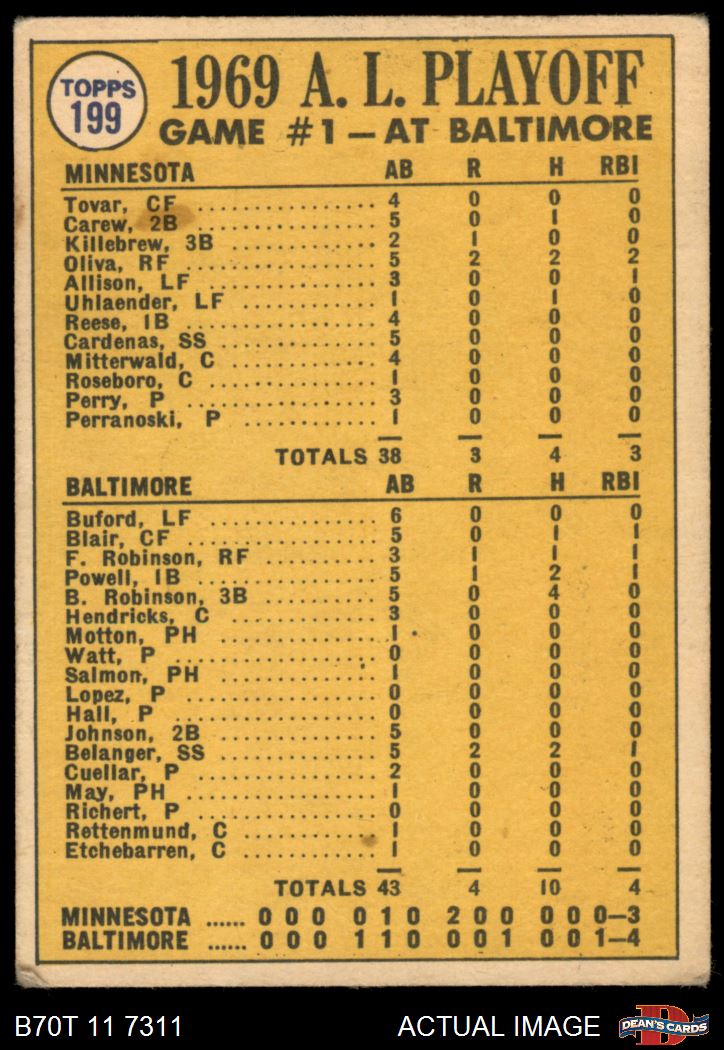 TOPPS
199
1969 A. L. PLAYOFF
GAME #1 — AT BALTIMORE
MINNESOTA AB R H RBI
Tovar, CF .................. 4 0 0 0
Carew, 2B .................. 5 0 1 0
Killebrew, 3B ............... 2 1 0 0
Oliva, RF ................... 5 2 2 2
Allison, LF ................. 3 0 0 1
Uhlaender, LF .............. 1 0 1 0
Reese, 1B .................. 4 0 0 0
Cardenas, SS ............... 5 0 0 0
Mitterwald, C ............... 4 0 0 0
Roseboro, C ................ 1 0 0 0
Perry, P ................... 3 0 0 0
Perranoski, P .............. 1 0 0 0
TOTALS 38 3 4 3
BALTIMORE AB R H RBI
Buford, LF ................. 6 0 0 0
Blair, CF ................... 5 0 1 1
F. Robinson, RF ............ 3 1 1 1
Powell, 1B .................. 5 1 2 1
B. Robinson, 3B ............ 5 0 4 0
Hendricks, C ............... 3 0 0 0
Motton, PH ................. 1 0 0 0
Watt, P .................... 0 0 0 0
Salmon, PH ................. 1 0 0 0
Lopez, P ................... 0 0 0 0
Hall, P .................... 0 0 0 0
Johnson, 2B ................ 5 0 0 0
Belanger, SS ............... 5 2 2 1
Cuellar, P ................. 2 0 0 0
May, PH .................... 1 0 0 0
Richert, P ................. 0 0 0 0
Rettenmund, C .............. 1 0 0 0
Etchebarren, C ............. 1 0 0 0
TOTALS 43 4 10 4
MINNESOTA ...... 0 0 0 0 1 0 2 0 0 0 0 0—3
BALTIMORE ...... 0 0 0 1 1 0 0 0 1 0 0 1—4
B70T 11 7311 ACTUAL IMAGE
D
DEAN'S CARDS